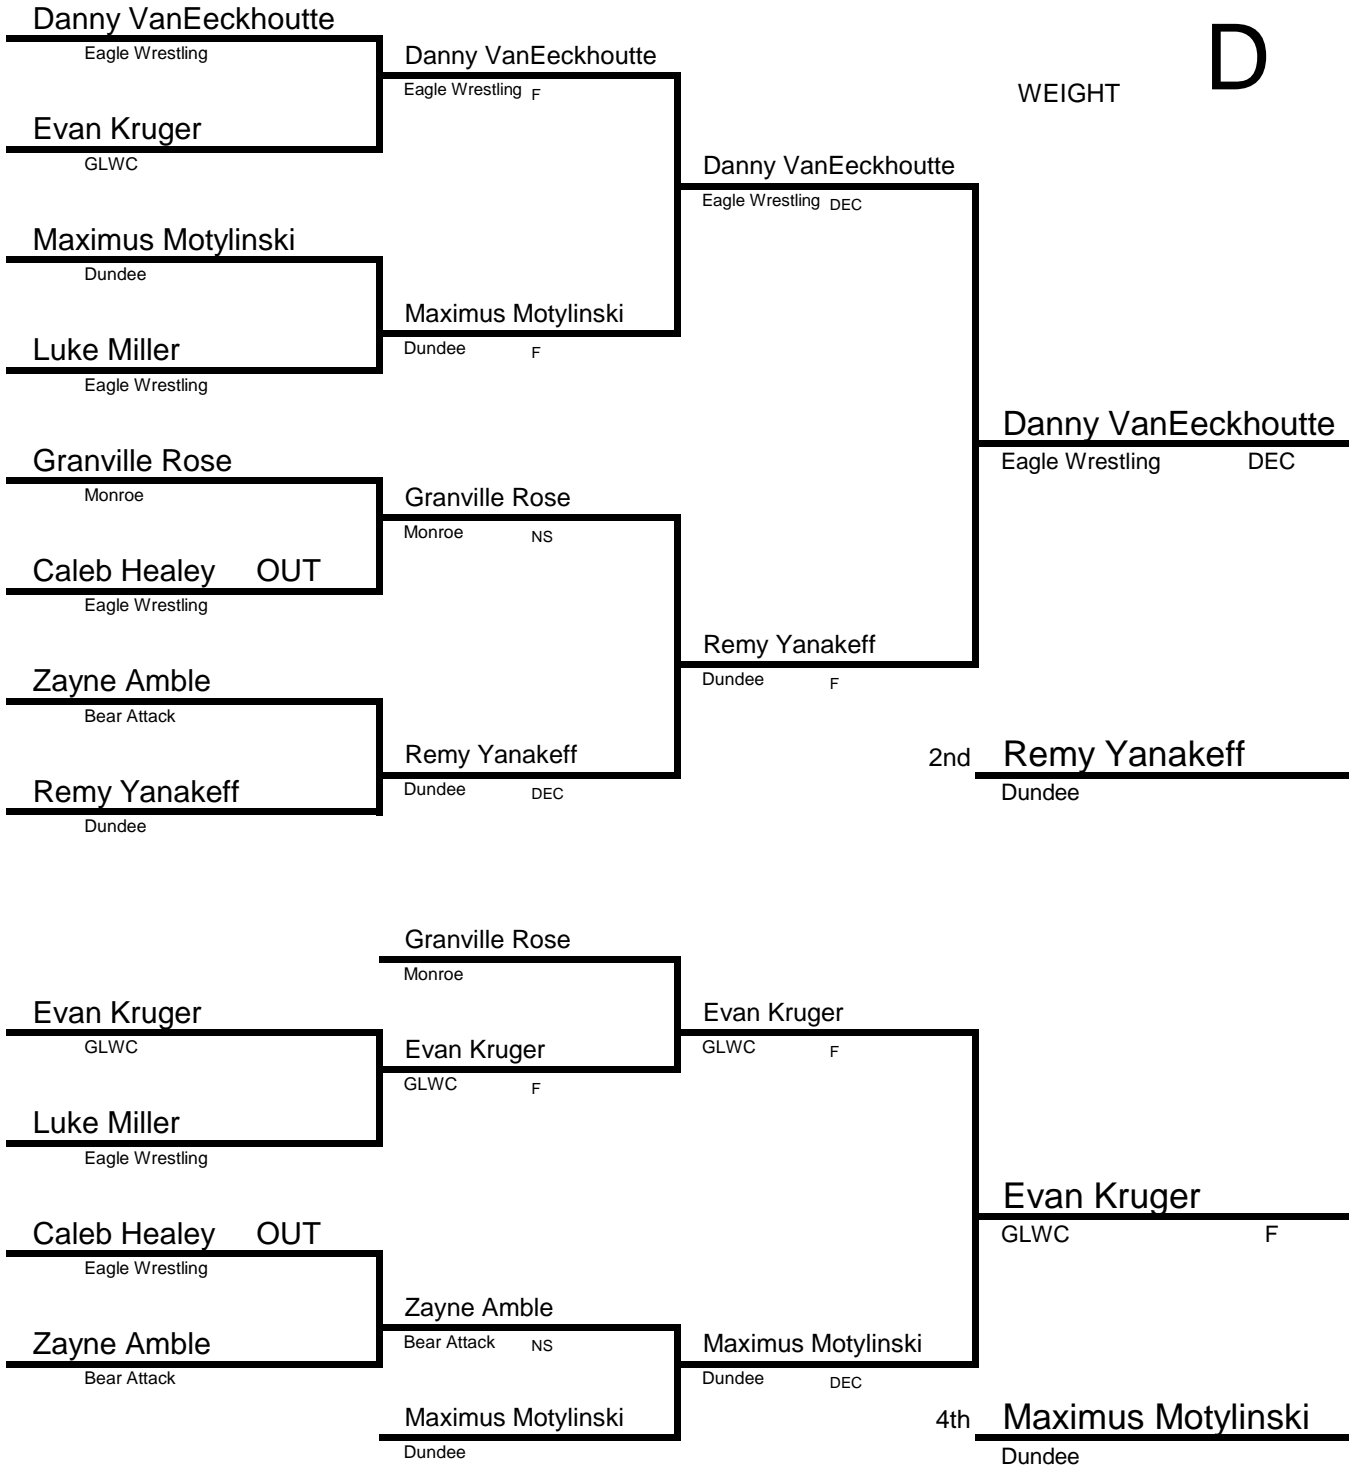 Danny VanEeckhoutte
Eagle Wrestling
Danny VanEeckhoutte
Eagle Wrestling F
D
WEIGHT
Evan Kruger
GLWC
Danny VanEeckhoutte
Eagle Wrestling DEC
Maximus Motylinski
Dundee
Maximus Motylinski
Dundee F
Luke Miller
Eagle Wrestling
Danny VanEeckhoutte
Eagle Wrestling DEC
Granville Rose
Monroe
Granville Rose
Monroe NS
Caleb Healey OUT
Eagle Wrestling
Remy Yanakeff
Dundee F
Zayne Amble
Bear Attack
Remy Yanakeff
Dundee DEC
2nd Remy Yanakeff
Dundee
Remy Yanakeff
Dundee
Granville Rose
Monroe
Evan Kruger
GLWC
Evan Kruger
GLWC F
Evan Kruger
GLWC F
Luke Miller
Eagle Wrestling
Evan Kruger
GLWC F
Caleb Healey OUT
Eagle Wrestling
Zayne Amble
Bear Attack NS
Zayne Amble
Bear Attack
Maximus Motylinski
Dundee DEC
Maximus Motylinski
Dundee
4th Maximus Motylinski
Dundee